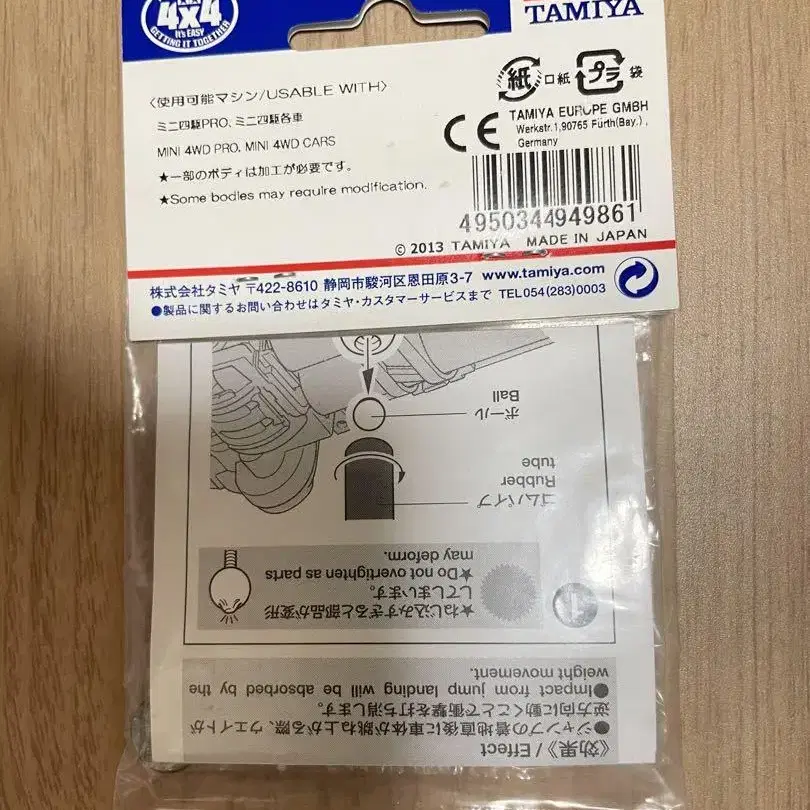 4x4
It's EASY
GETTING IT TOGETHER
TAMIYA
〈使用可能マシン/USABLE WITH〉
ミニ四駆PRO、ミニ四駆各車
MINI 4WD PRO, MINI 4WD CARS
★一部のボディは加工が必要です。
★Some bodies may require modification.
紙 口紙 プラ 袋
CE
TAMIYA EUROPE GMBH
Werkstr.1,90765 Fürth(Bay.),
Germany
4950344949861
© 2013 TAMIYA MADE IN JAPAN
株式会社タミヤ 〒422-8610 静岡市駿河区恩田原3-7 www.tamiya.com
●製品に関するお問い合わせはタミヤ・カスタマーサービスまで TEL054(283)0003
《効果》/ Effect
●ジャンプの着地直後に車体が跳ね上がる際、ウエイトが
逆方向に動くことで衝撃を打ち消します。
●Impact from jump landing will be absorbed by the
weight movement.
1
★ねじ込みすぎると部品が変形
してしまいます。
★Do not overtighten as parts
may deform.
ゴムパイプ
Rubber
tube
ボール
Ball